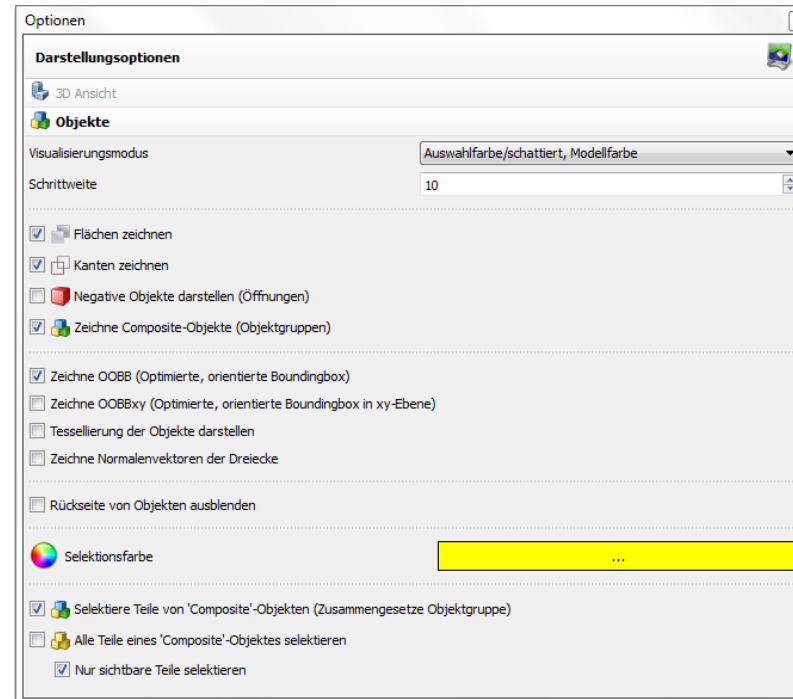 Optionen
Darstellungsoptionen
3D Ansicht
Objekte
Visualisierungsmodus Auswahlfarbe/schattiert, Modellfarbe
Schrittweite 10
Flächen zeichnen
Kanten zeichnen
Negative Objekte darstellen (Öffnungen)
Zeichne Composite-Objekte (Objektgruppen)
Zeichne OOBB (Optimierte, orientierte Boundingbox)
Zeichne OOBBxy (Optimierte, orientierte Boundingbox in xy-Ebene)
Tessellierung der Objekte darstellen
Zeichne Normalenvektoren der Dreiecke
Rückseite von Objekten ausblenden
Selektionsfarbe ...
Selektiere Teile von 'Composite'-Objekten (Zusammengesetze Objektgruppe)
Alle Teile eines 'Composite'-Objektes selektieren
Nur sichtbare Teile selektieren